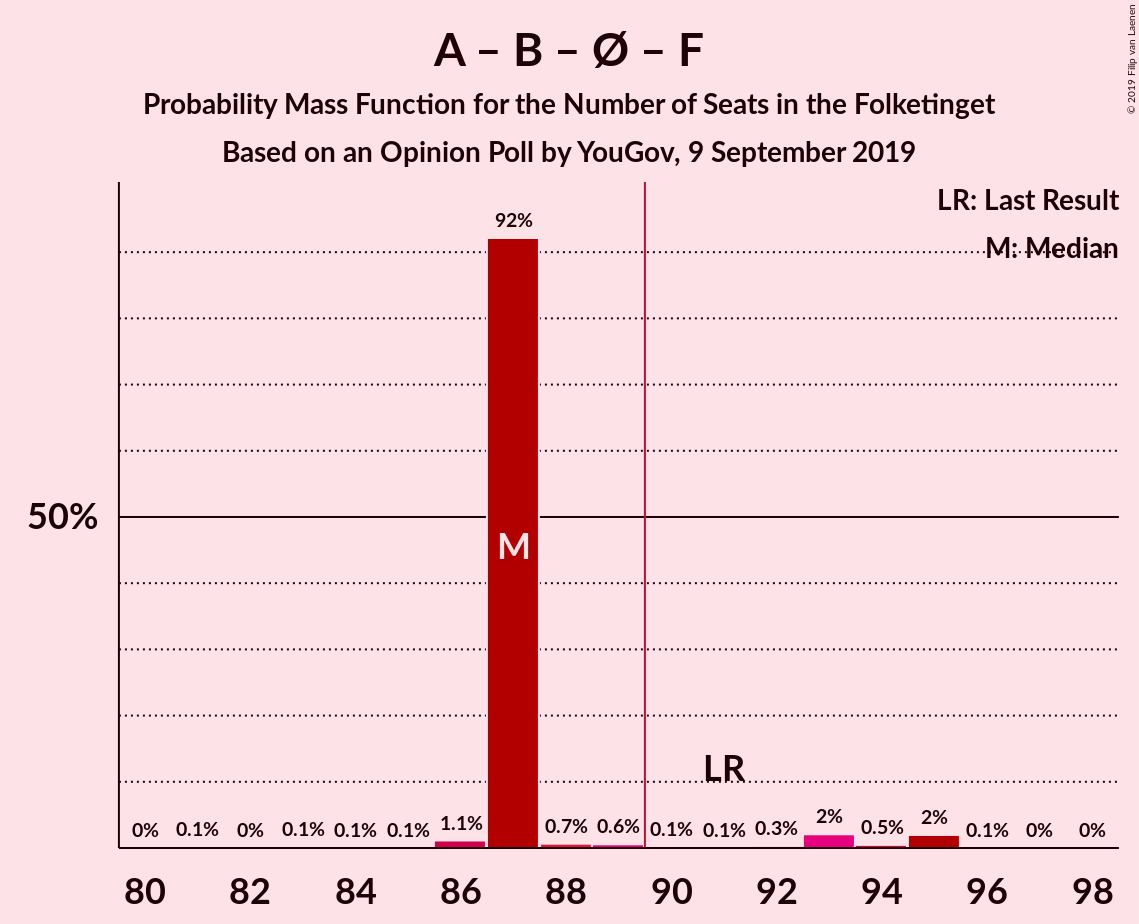 A – B – Ø – F
Probability Mass Function for the Number of Seats in the Folketinget
Based on an Opinion Poll by YouGov, 9 September 2019
© 2019 Filip van Laenen
LR: Last Result
M: Median
92%
50%
M
LR
0% 0.1% 0% 0.1% 0.1% 0.1% 1.1% 0.7% 0.6% 0.1% 0.1% 0.3% 2% 0.5% 2% 0.1% 0% 0%
80 82 84 86 88 90 92 94 96 98